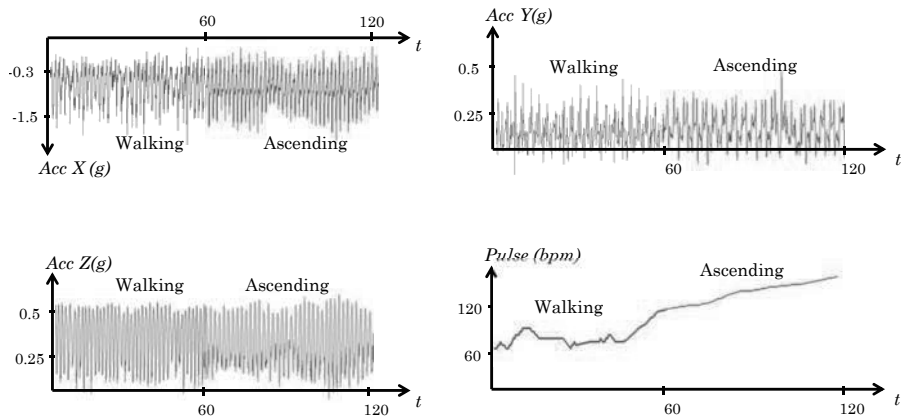 60 120
t
-0.3
-1.5
Walking Ascending
Acc X (g)
Acc Y(g)
0.5
Walking Ascending
0.25
60 120
t
Acc Z(g)
Walking Ascending
0.5
0.25
60 120
t
Pulse (bpm)
Ascending
120
Walking
60
60 120
t